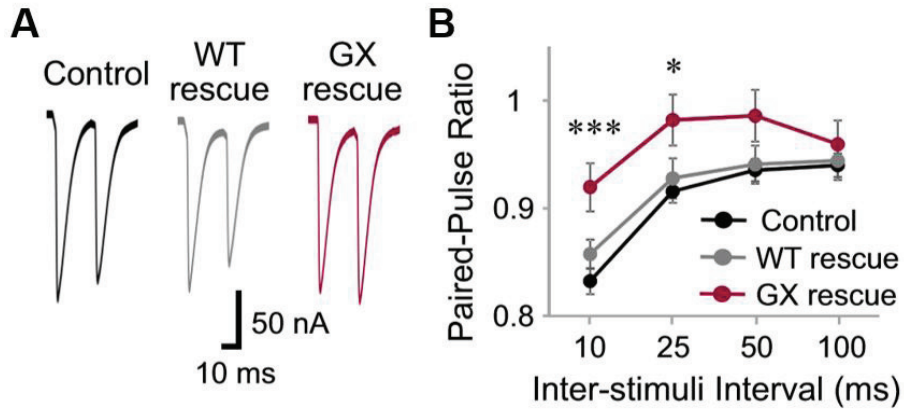 A
Control
WT
rescue
GX
rescue
50 nA
10 ms
B
Paired-Pulse Ratio
1
0.9
0.8
***
*
Control
WT rescue
GX rescue
10 25 50 100
Inter-stimuli Interval (ms)